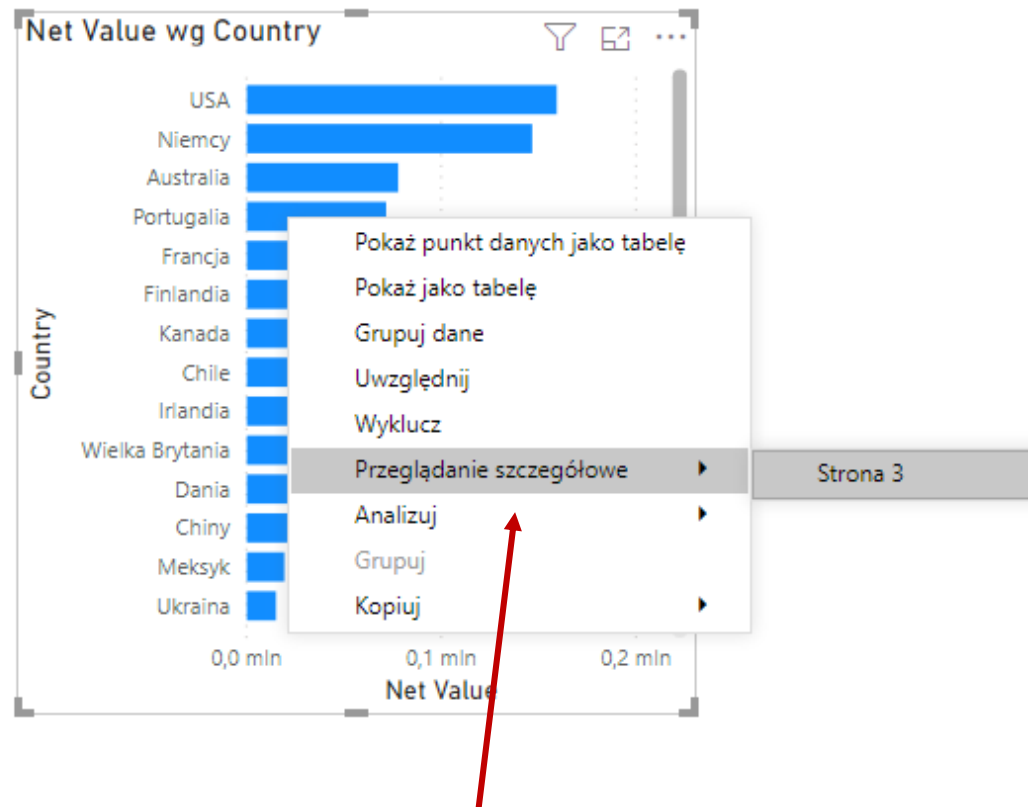 Net Value wg Country
USA
Niemcy
Australia
Portugalia
Francja
Finlandia
Kanada
Chile
Irlandia
Wielka Brytania
Dania
Chiny
Meksyk
Ukraina
Country
Pokaż punkt danych jako tabelę
Pokaż jako tabelę
Grupuj dane
Uwzględnij
Wyklucz
Przeglądanie szczegółowe
Strona 3
Analizuj
Grupuj
Kopiuj
0,0 mln 0,1 mln 0,2 mln
Net Value